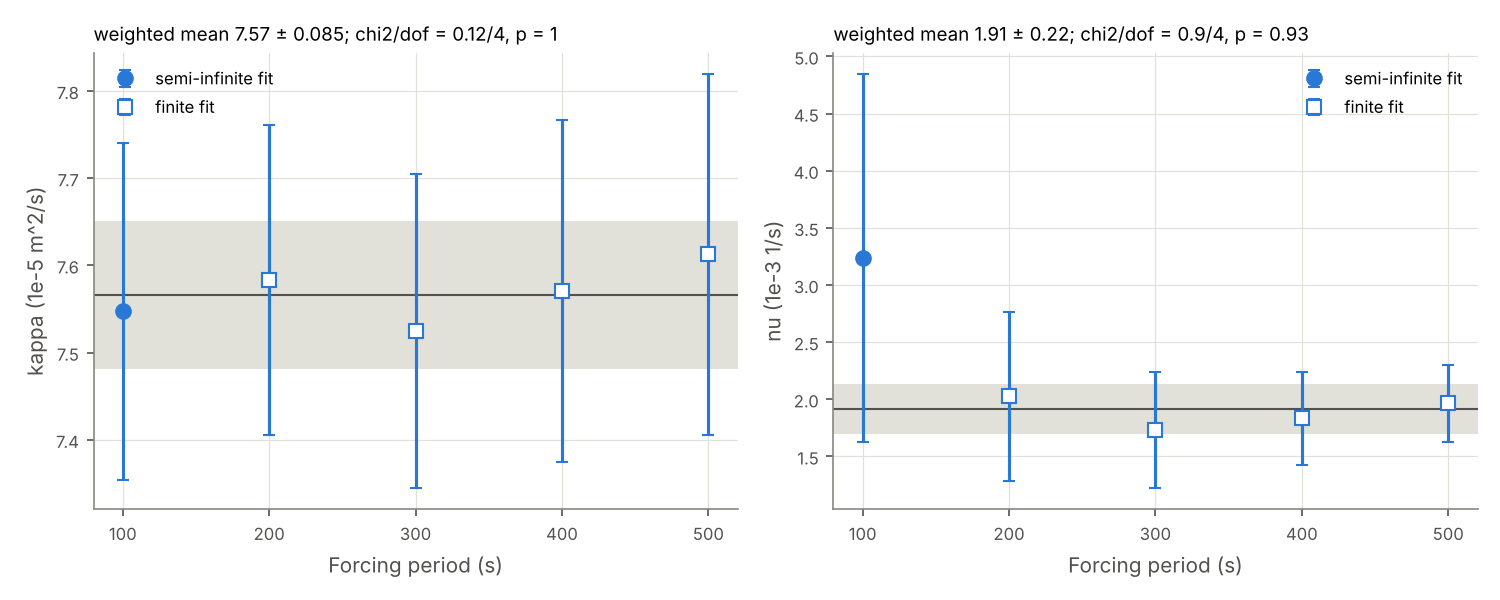 weighted mean 7.57 ± 0.085; chi2/dof = 0.12/4, p = 1
semi-infinite fit
finite fit
kappa (1e-5 m^2/s)
7.8
7.7
7.6
7.5
7.4
100 200 300 400 500
Forcing period (s)
weighted mean 1.91 ± 0.22; chi2/dof = 0.9/4, p = 0.93
semi-infinite fit
finite fit
nu (1e-3 1/s)
5.0
4.5
4.0
3.5
3.0
2.5
2.0
1.5
100 200 300 400 500
Forcing period (s)